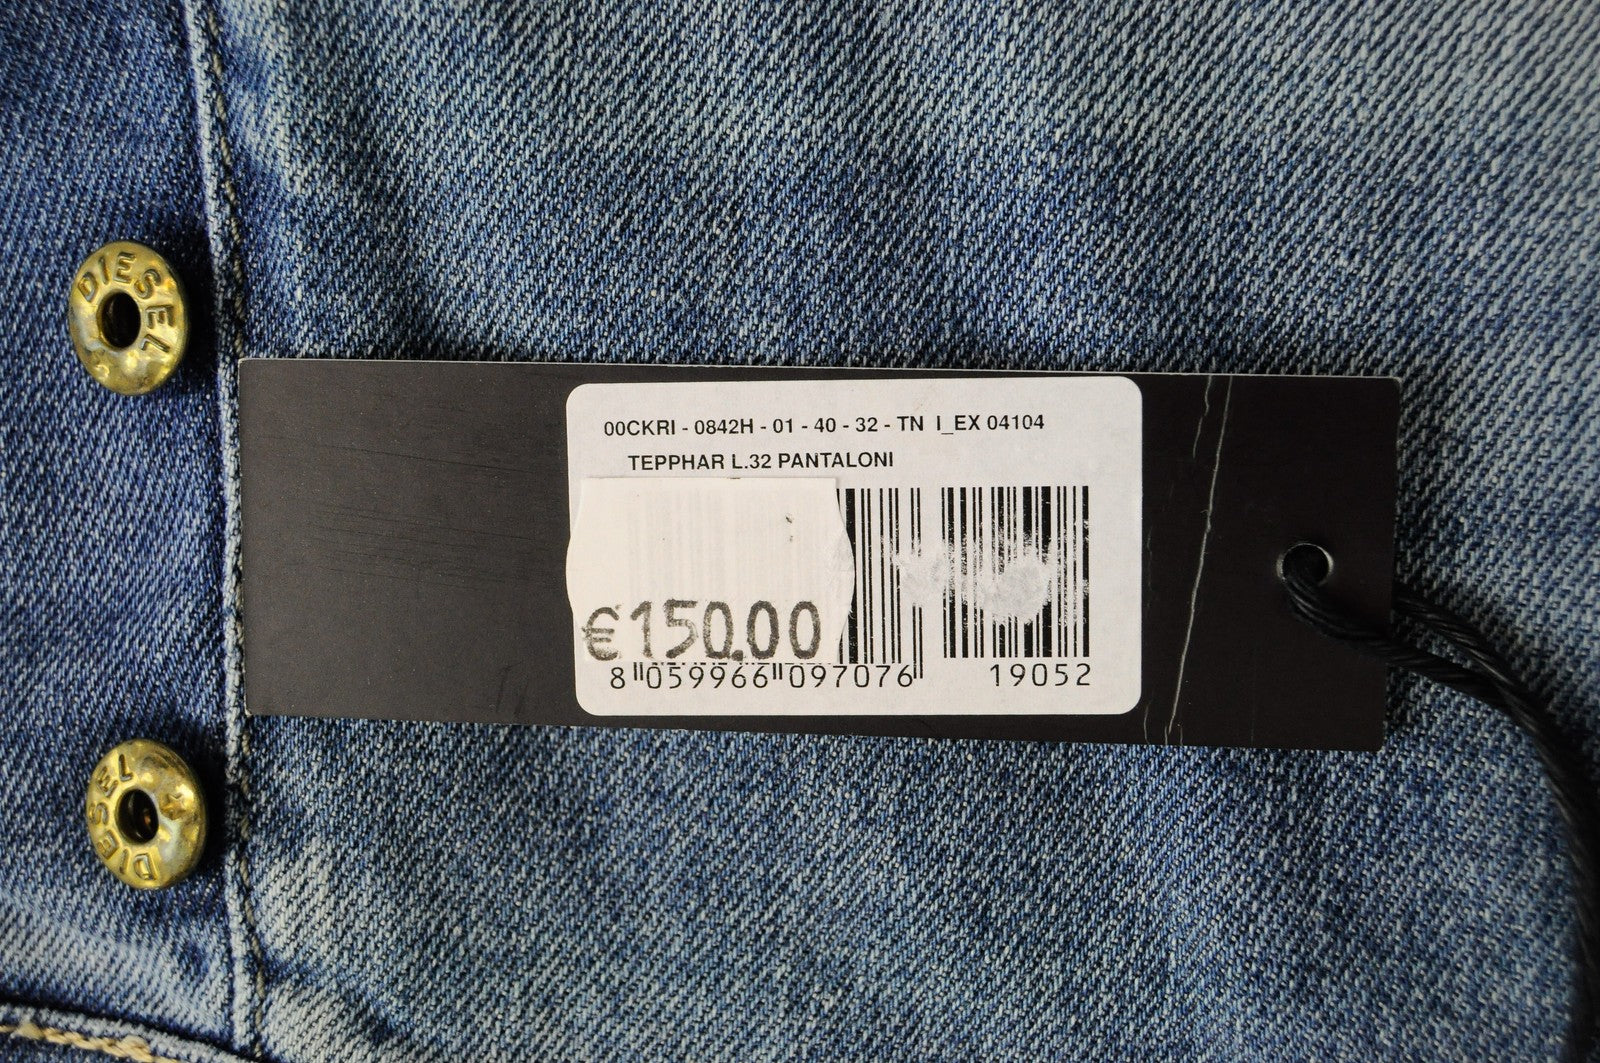 DIESEL
00CKRI - 0842H - 01 - 40 - 32 - TN I_EX 04104
TEPPHAR L.32 PANTALONI
€150.00
8 059966 097076
19052
DIESEL